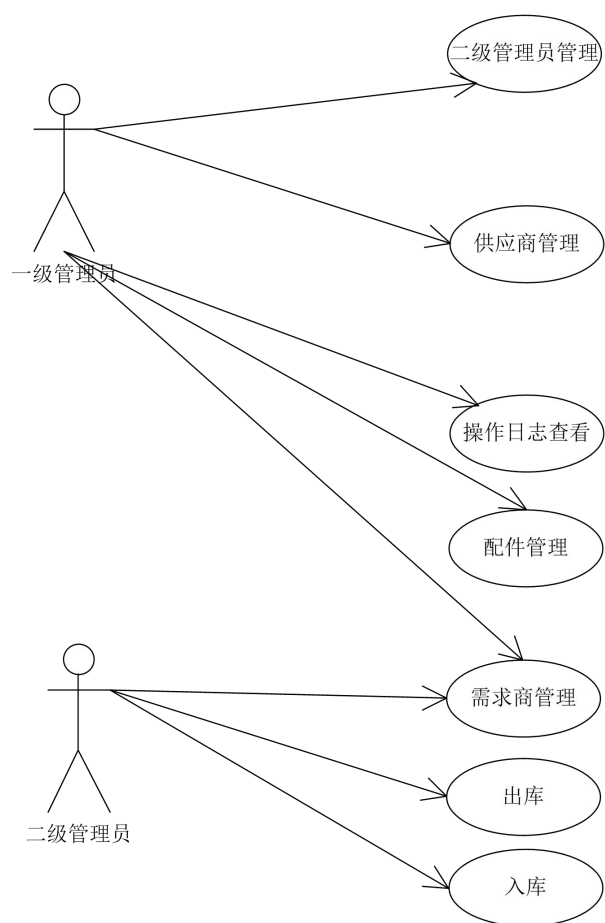 二级管理员管理
供应商管理
一级管理员
操作日志查看
配件管理
需求商管理
出库
二级管理员
入库